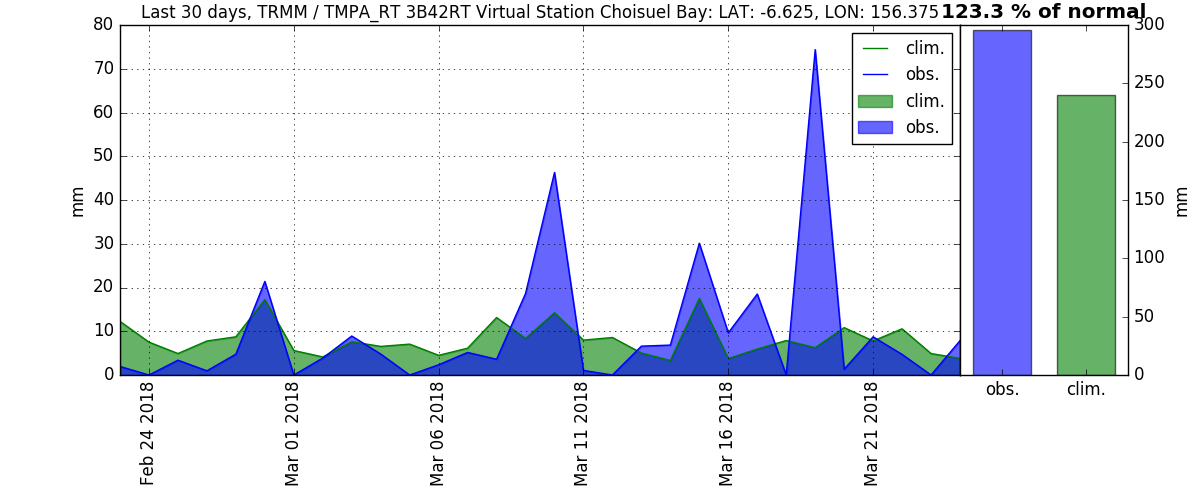 Last 30 days, TRMM / TMPA_RT 3B42RT Virtual Station Choisuel Bay: LAT: -6.625, LON: 156.375
123.3 % of normal
80
70
60
50
40
30
20
10
0
mm
clim.
obs.
clim.
obs.
Feb 24 2018
Mar 01 2018
Mar 06 2018
Mar 11 2018
Mar 16 2018
Mar 21 2018
300
250
200
150
100
50
0
mm
obs.
clim.